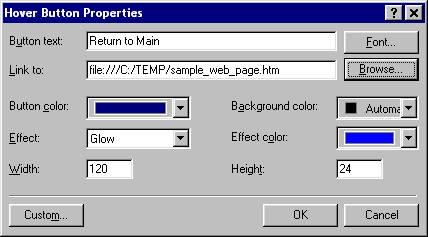 Hover Button Properties
Button text: Return to Main Font...
Link to: file:///C:/TEMP/sample_web_page.htm Browse...
Button color: Background color: Automa
Effect: Glow Effect color:
Width: 120 Height: 24
Custom... OK Cancel